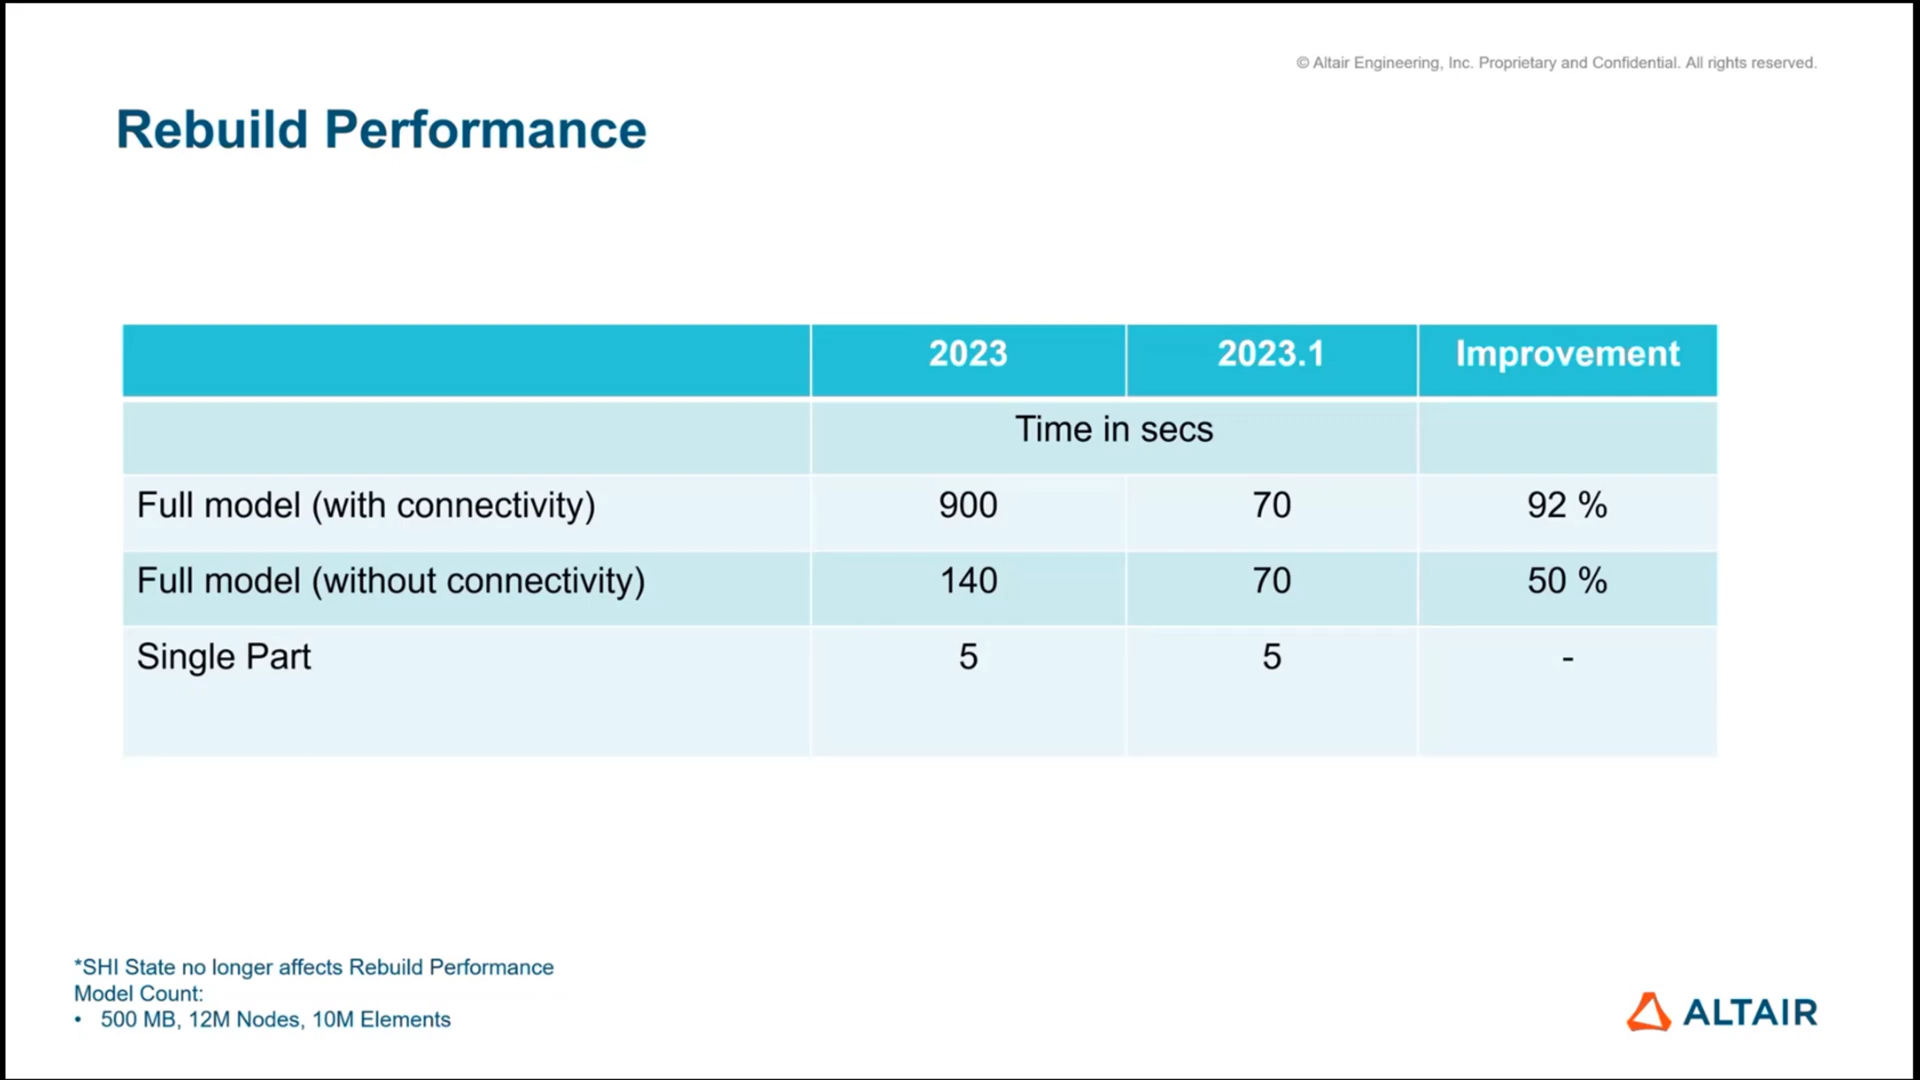 © Altair Engineering, Inc. Proprietary and Confidential. All rights reserved.
Rebuild Performance
2023 2023.1 Improvement
Time in secs
Full model (with connectivity) 900 70 92 %
Full model (without connectivity) 140 70 50 %
Single Part 5 5 -
*SHI State no longer affects Rebuild Performance
Model Count:
• 500 MB, 12M Nodes, 10M Elements
ALTAIR